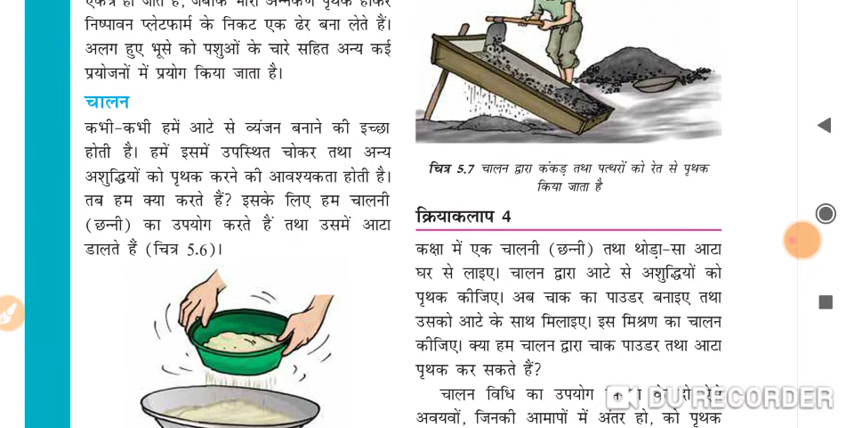 एकत्र हो जाते हैं, जबकि भारी अन्नकण पृथक होकर
निष्पावन प्लेटफार्म के निकट एक ढेर बना लेते हैं।
अलग हुए भूसे को पशुओं के चारे सहित अन्य कई
प्रयोजनों में प्रयोग किया जाता है।
चालन
कभी-कभी हमें आटे से व्यंजन बनाने की इच्छा
होती है। हमें इसमें उपस्थित चोकर तथा अन्य
अशुद्धियों को पृथक करने की आवश्यकता होती है।
तब हम क्या करते हैं? इसके लिए हम चालनी
(छन्नी) का उपयोग करते हैं तथा उसमें आटा
डालते हैं (चित्र 5.6)।
चित्र 5.7 चालन द्वारा कंकड़ तथा पत्थरों को रेत से पृथक
किया जाता है
क्रियाकलाप 4
कक्षा में एक चालनी (छन्नी) तथा थोड़ा-सा आटा
घर से लाइए। चालन द्वारा आटे से अशुद्धियों को
पृथक कीजिए। अब चाक का पाउडर बनाइए तथा
उसको आटे के साथ मिलाइए। इस मिश्रण का चालन
कीजिए। क्या हम चालन द्वारा चाक पाउडर तथा आटा
पृथक कर सकते हैं?
चालन विधि का उपयोग
DU RECORDER
अवयवों, जिनकी आमापों में अंतर हो, को पृथक